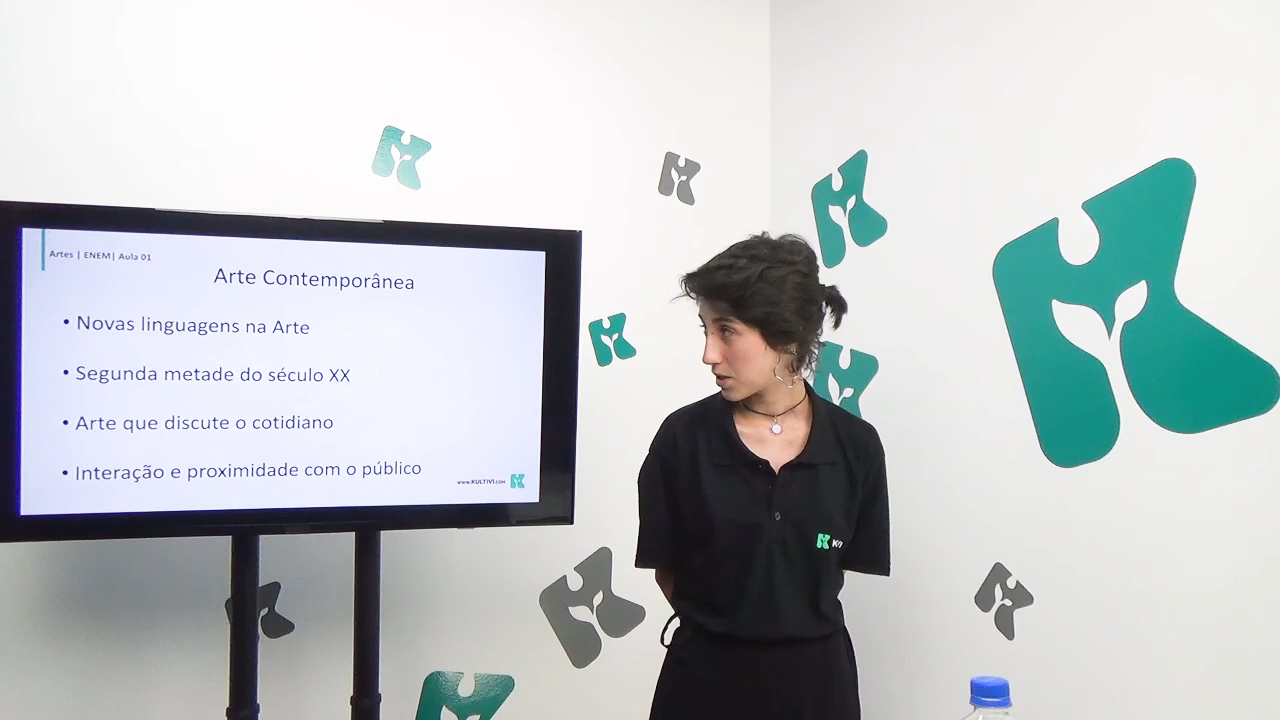 Artes | ENEM| Aula 01
Arte Contemporânea
• Novas linguagens na Arte
• Segunda metade do século XX
• Arte que discute o cotidiano
• Interação e proximidade com o público
www.KULTIVI.COM